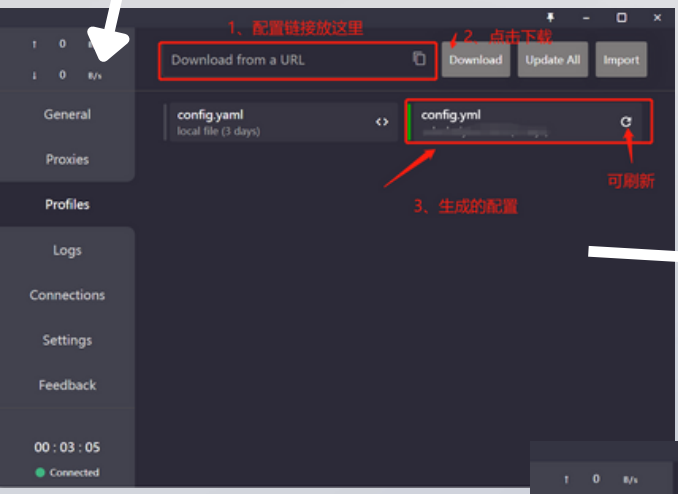 1、配置链接放这里
↑ 0
2、点击下载
Download from a URL
Download
Update All
Import
↓ 0 B/s
General
config.yaml
local file (3 days)
config.yml
Proxies
可刷新
Profiles
3、生成的配置
Logs
Connections
Settings
Feedback
00 : 03 : 05
Connected
↑ 0 B/s